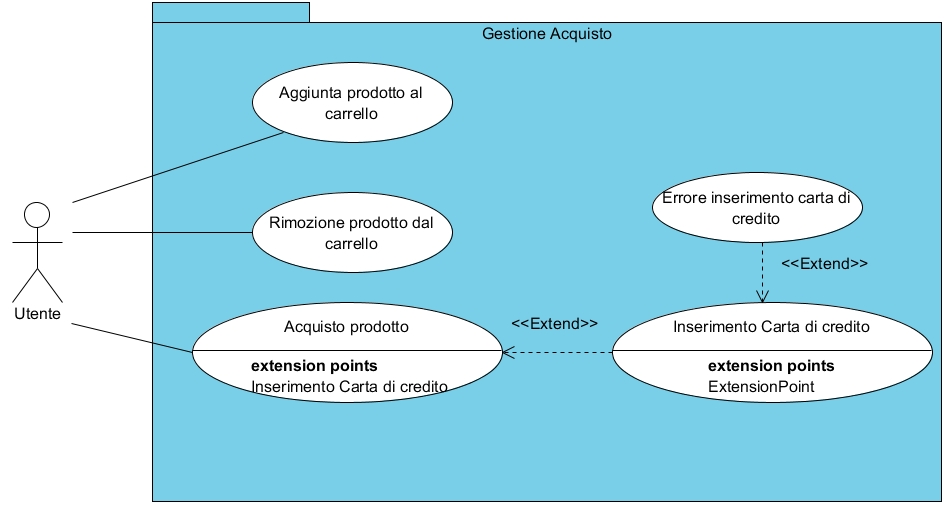 Gestione Acquisto
Aggiunta prodotto al
carrello
Rimozione prodotto dal
carrello
Errore inserimento carta di
credito
<<Extend>>
Utente
Acquisto prodotto
extension points
Inserimento Carta di credito
<<Extend>>
Inserimento Carta di credito
extension points
ExtensionPoint